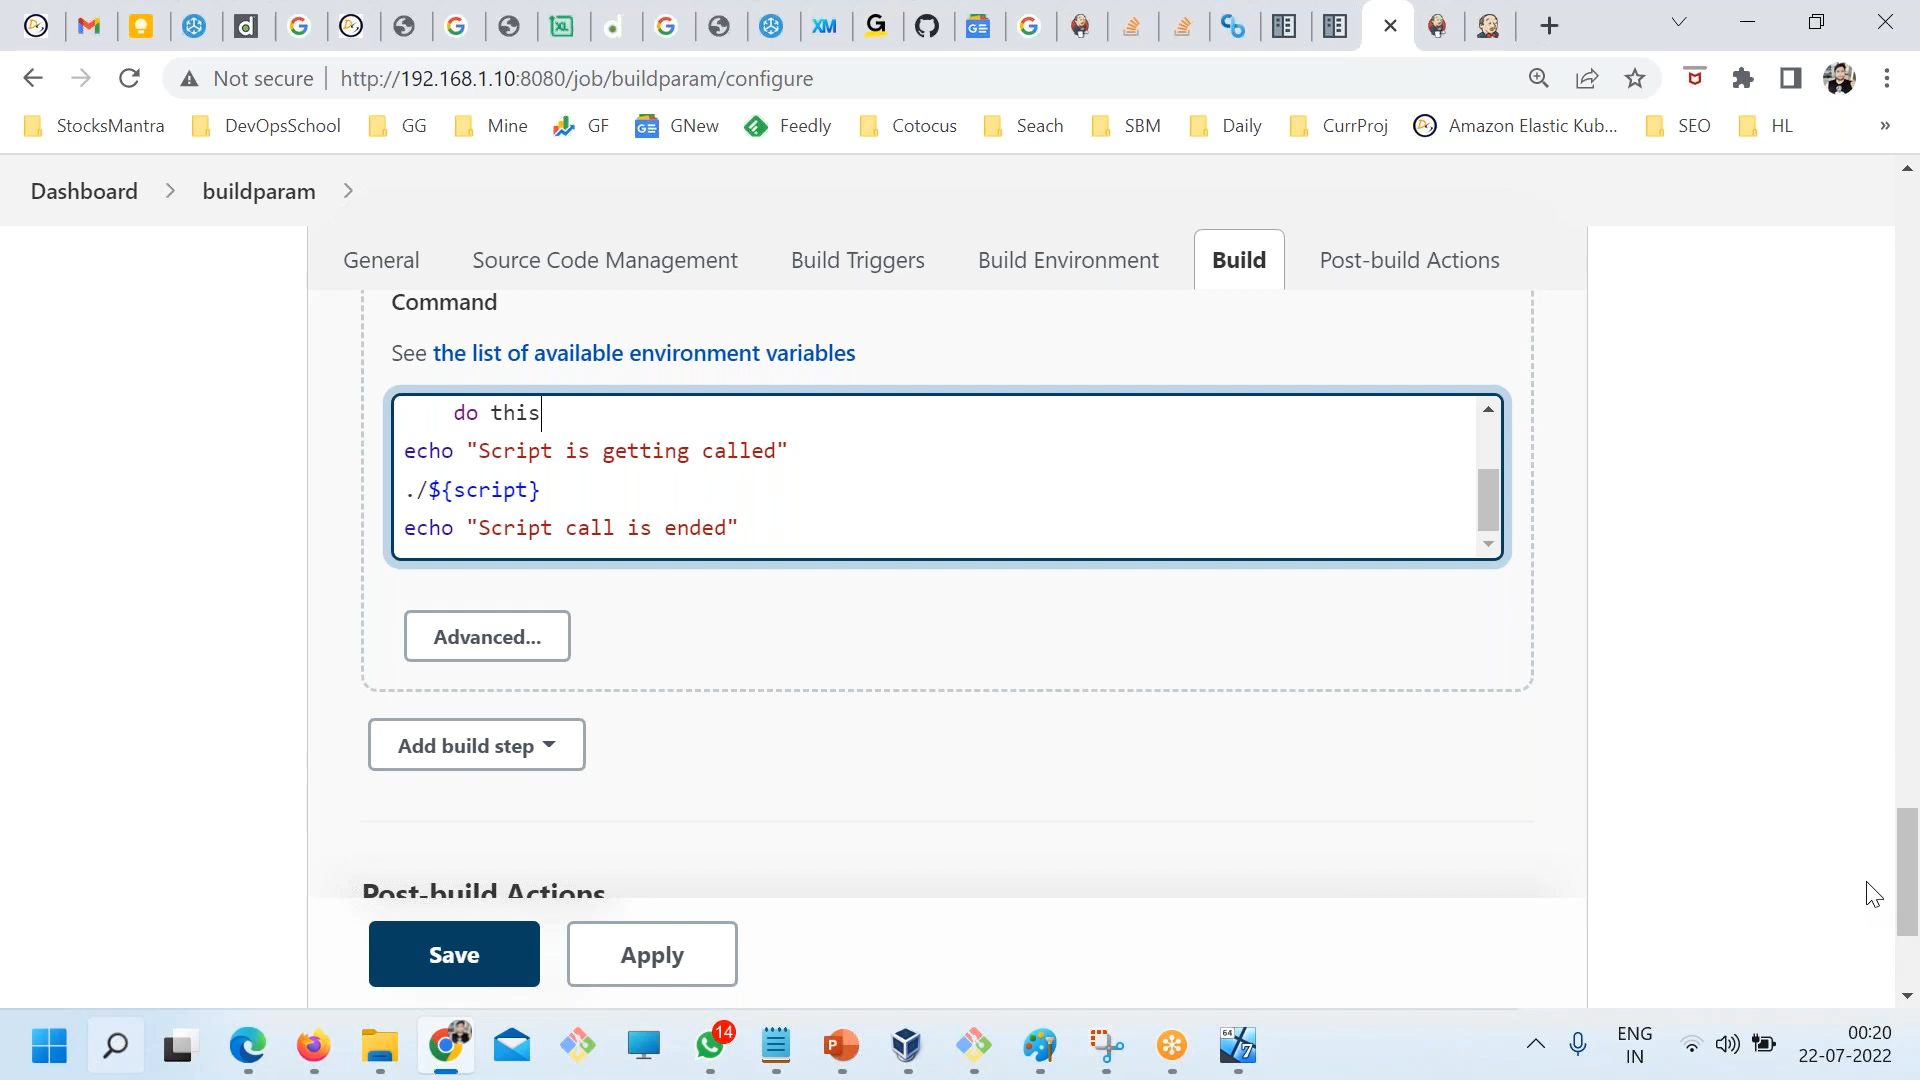 Not secure
http://192.168.1.10:8080/job/buildparam/configure
StocksMantra
DevOpsSchool
GG
Mine
GF
GE
GNew
Feedly
Cotocus
Seach
SBM
Daily
CurrProj
Amazon Elastic Kub...
SEO
HL
»
Dashboard
buildparam
General
Source Code Management
Build Triggers
Build Environment
Build
Post-build Actions
Command
See the list of available environment variables
do this
echo "Script is getting called"
./${script}
echo "Script call is ended"
Advanced...
Add build step
Post-build Actions
Save
Apply
14
64
7
ENG
IN
00:20
22-07-2022